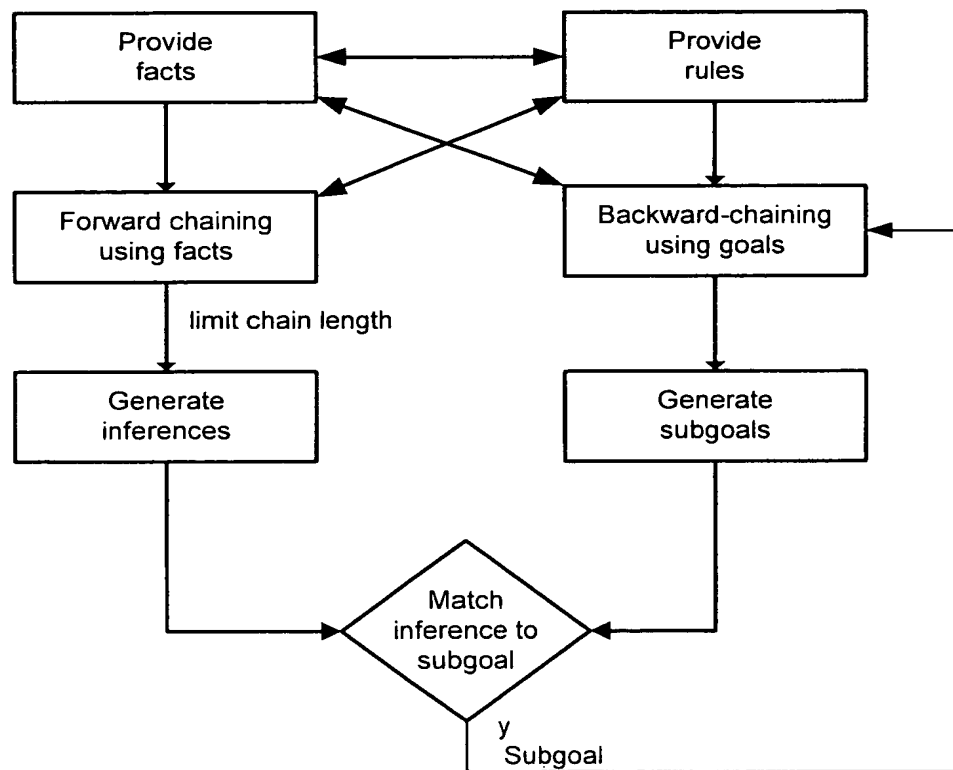 Provide
facts
Provide
rules
Forward chaining
using facts
Backward-chaining
using goals
limit chain length
Generate
inferences
Generate
subgoals
Match
inference to
subgoal
y
Subgoal